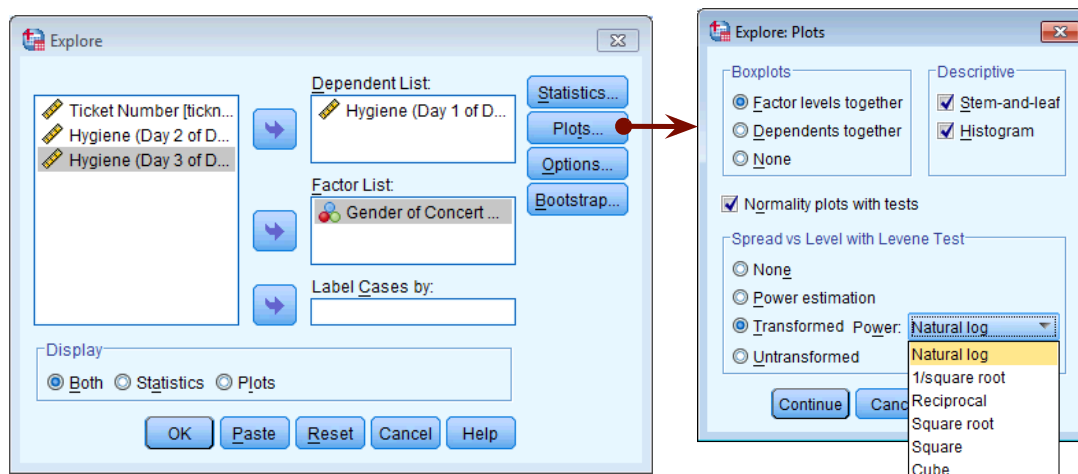 Explore
Ticket Number [tickn...
Hygiene (Day 2 of D...
Hygiene (Day 3 of D...
Dependent List:
Hygiene (Day 1 of D...
Factor List:
Gender of Concert ...
Label Cases by:
Statistics...
Plots...
Options...
Bootstrap...
Display
Both Statistics Plots
OK Paste Reset Cancel Help
Explore: Plots
Boxplots
Factor levels together
Dependents together
None
Descriptive
Stem-and-leaf
Histogram
Normality plots with tests
Spread vs Level with Levene Test
None
Power estimation
Transformed Power: Natural log
Untransformed
Natural log
1/square root
Reciprocal
Square root
Square
Cube
Continue Canc